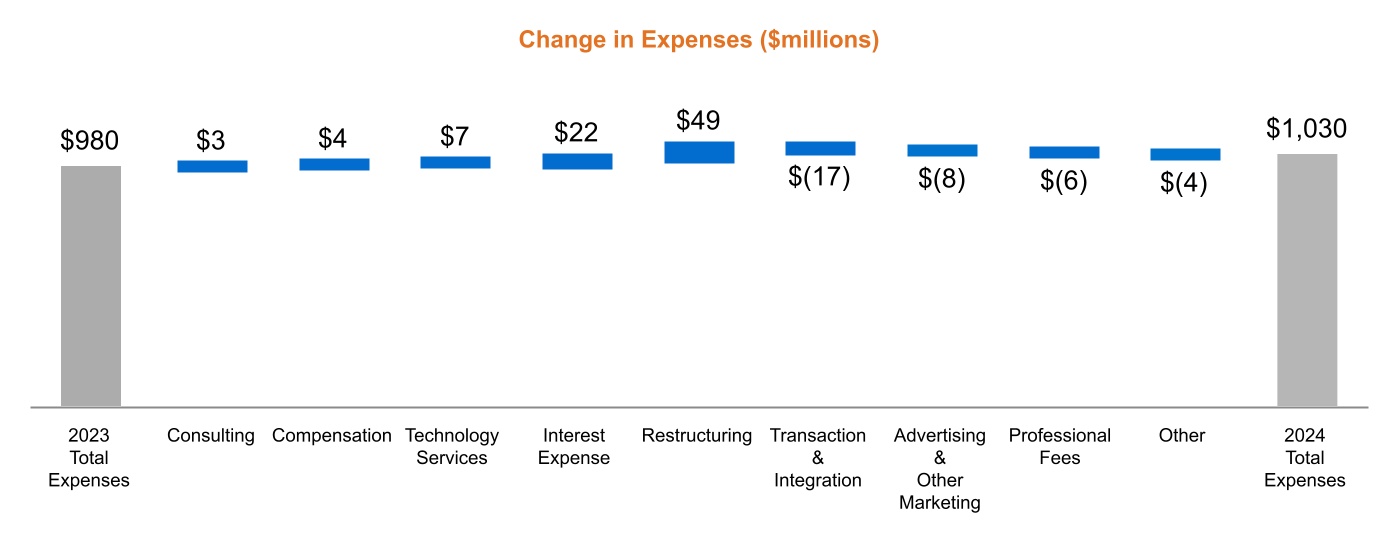 Change in Expenses ($millions)
$980
$3
$4
$7
$22
$49
$(17)
$(8)
$(6)
$(4)
$1,030
2023
Total
Expenses
Consulting
Compensation
Technology
Services
Interest
Expense
Restructuring
Transaction
&
Integration
Advertising
&
Other
Marketing
Professional
Fees
Other
2024
Total
Expenses